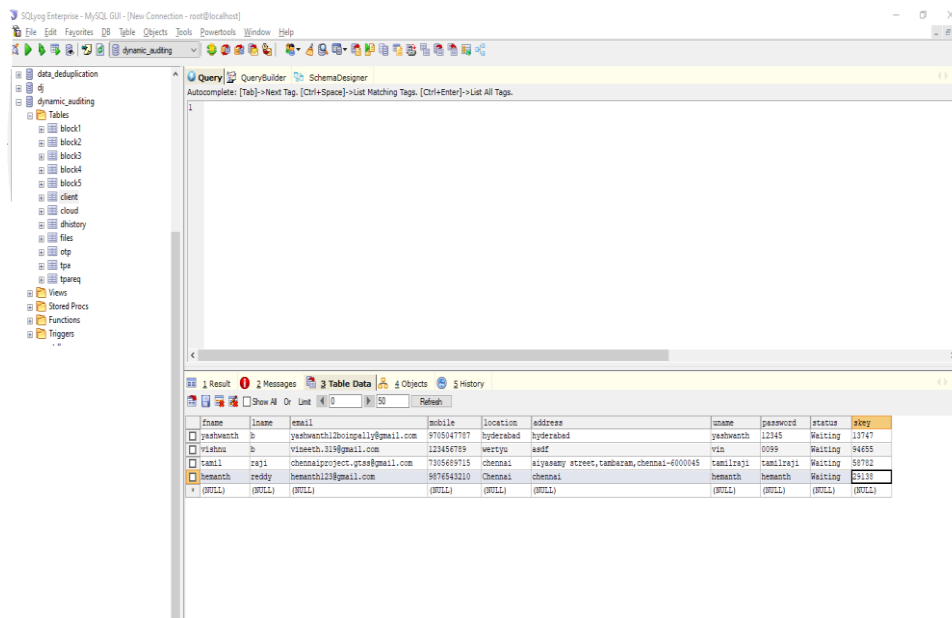 SQLyog Enterprise - MySQL GUI - [New Connection - root@localhost]
File Edit Favorites DB Table Objects Tools Powertools Window Help
dynamic_auditing
data_deduplication
dj
dynamic_auditing
Tables
block1
block2
block3
block4
block5
client
cloud
dhistory
files
otp
tpa
tpareq
Views
Stored Procs
Functions
Triggers
Query QueryBuilder SchemaDesigner
Autocomplete: [Tab]->Next Tag. [Ctrl+Space]->List Matching Tags. [Ctrl+Enter]->List All Tags.
1
1 Result 2 Messages 3 Table Data 4 Objects 5 History
Show All Or Limit 0 50 Refresh
fname lname email mobile location address uname password status skey
yashwanth b yashwanth12boinpally@gmail.com 9705047787 hyderabad hyderabad yashwanth 12345 Waiting 13747
vishnu b vineeth.319@gmail.com 123456789 wertyu asdf vin 0099 Waiting 94655
tamil raji chennaiproject.gtss@gmail.com 7305689715 chennai aiyasamy street,tambaram,chennai-6000045 tamilraji tamilraji Waiting 58782
hemanth reddy hemanth123@gmail.com 9876543210 Chennai chennai hemanth hemanth Waiting 29138
* (NULL) (NULL) (NULL) (NULL) (NULL) (NULL) (NULL) (NULL) (NULL) (NULL)